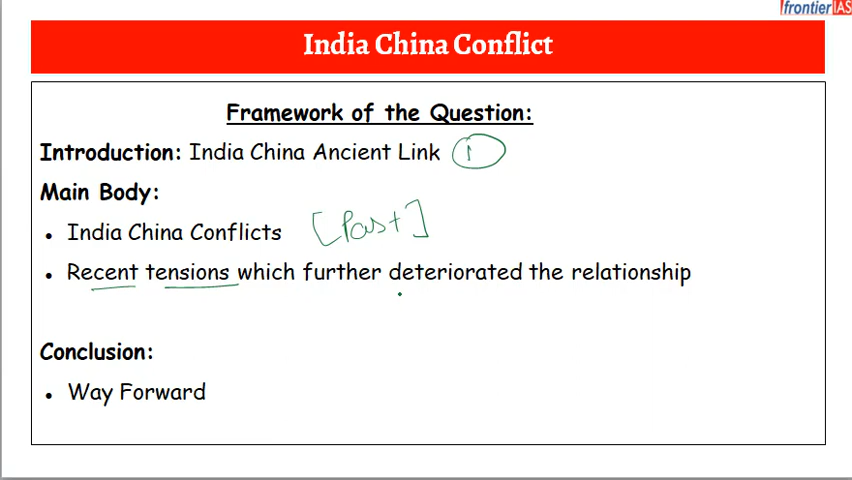 frontierIAS
India China Conflict
Framework of the Question:
Introduction: India China Ancient Link 1
Main Body:
• India China Conflicts [Past]
• Recent tensions which further deteriorated the relationship
Conclusion:
• Way Forward